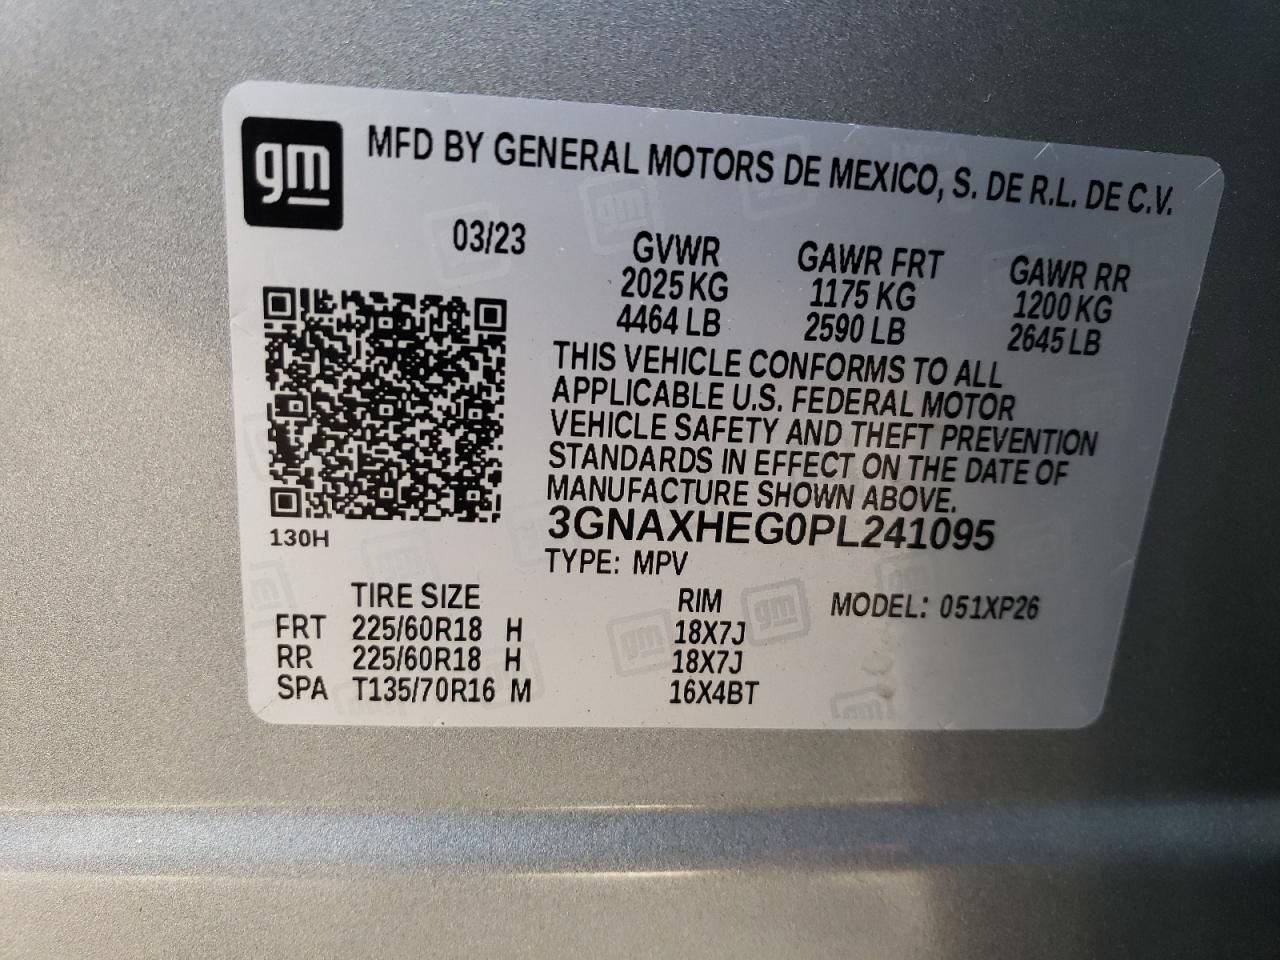 gm
MFD BY GENERAL MOTORS DE MEXICO, S. DE R.L. DE C.V.
03/23
GVWR GAWR FRT GAWR RR
2025 KG 1175 KG 1200 KG
4464 LB 2590 LB 2645 LB
THIS VEHICLE CONFORMS TO ALL
APPLICABLE U.S. FEDERAL MOTOR
VEHICLE SAFETY AND THEFT PREVENTION
STANDARDS IN EFFECT ON THE DATE OF
MANUFACTURE SHOWN ABOVE.
3GNAXHEG0PL241095
130H
TYPE: MPV
TIRE SIZE RIM MODEL: 051XP26
FRT 225/60R18 H 18X7J
RR 225/60R18 H 18X7J
SPA T135/70R16 M 16X4BT